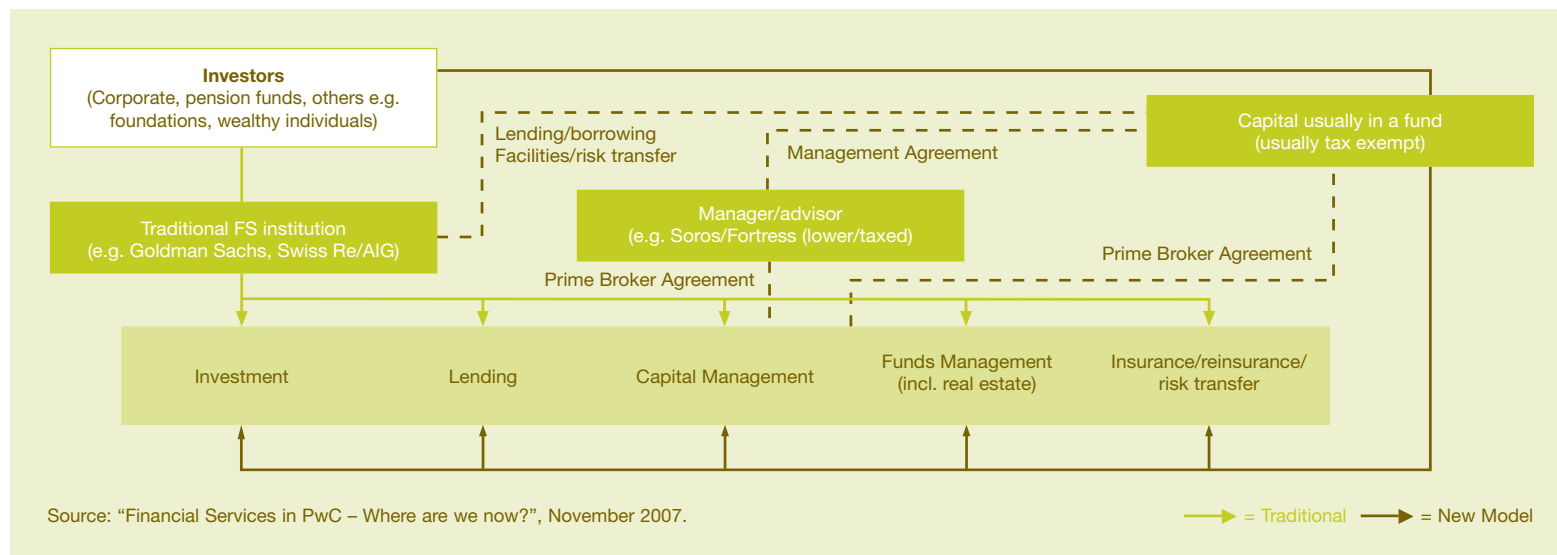 Investors
(Corporate, pension funds, others e.g.
foundations, wealthy individuals)
Capital usually in a fund
(usually tax exempt)
Lending/borrowing
Facilities/risk transfer
Management Agreement
Traditional FS institution
(e.g. Goldman Sachs, Swiss Re/AIG)
Manager/advisor
(e.g. Soros/Fortress (lower/taxed)
Prime Broker Agreement
Prime Broker Agreement
Investment
Lending
Capital Management
Funds Management
(incl. real estate)
Insurance/reinsurance/
risk transfer
Source: “Financial Services in PwC – Where are we now?”, November 2007.
= Traditional
= New Model